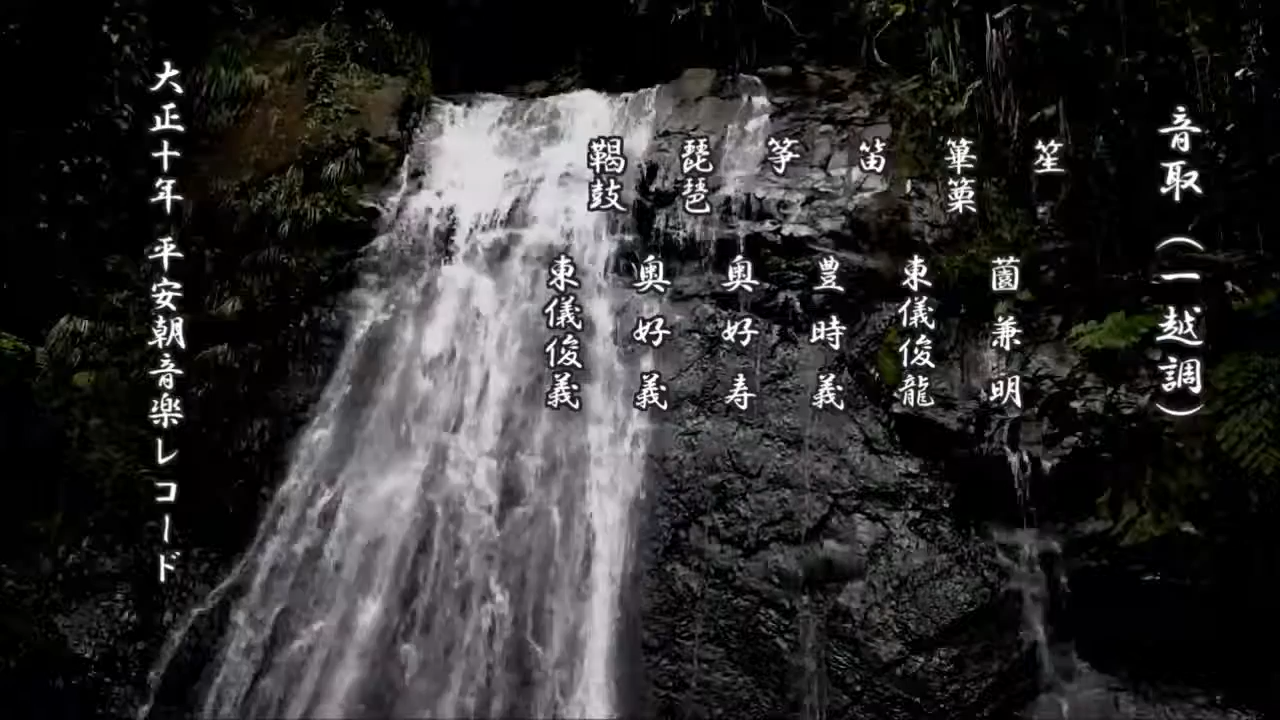 音取（一越調）
笙
薗兼明
篳篥
東儀俊龍
笛
豊時義
箏
奥好寿
琵琶
奥好義
鞨鼓
東儀俊義
大正十年 平安朝音楽レコード